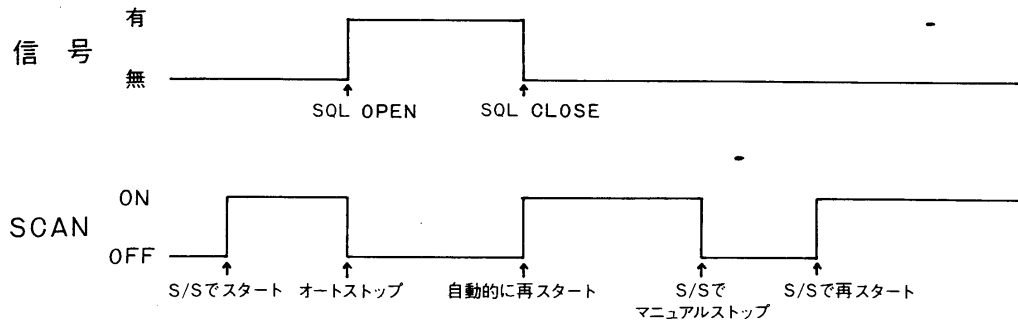 有
信 号
無
SQL OPEN SQL CLOSE
ON
SCAN
OFF
S/Sでスタート オートストップ 自動的に再スタート S/Sで S/Sで再スタート
マニュアルストップ